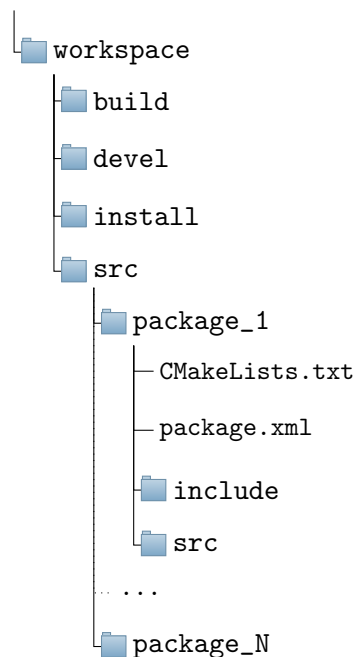 workspace
build
devel
install
src
package_1
CMakeLists.txt
package.xml
include
src
...
package_N